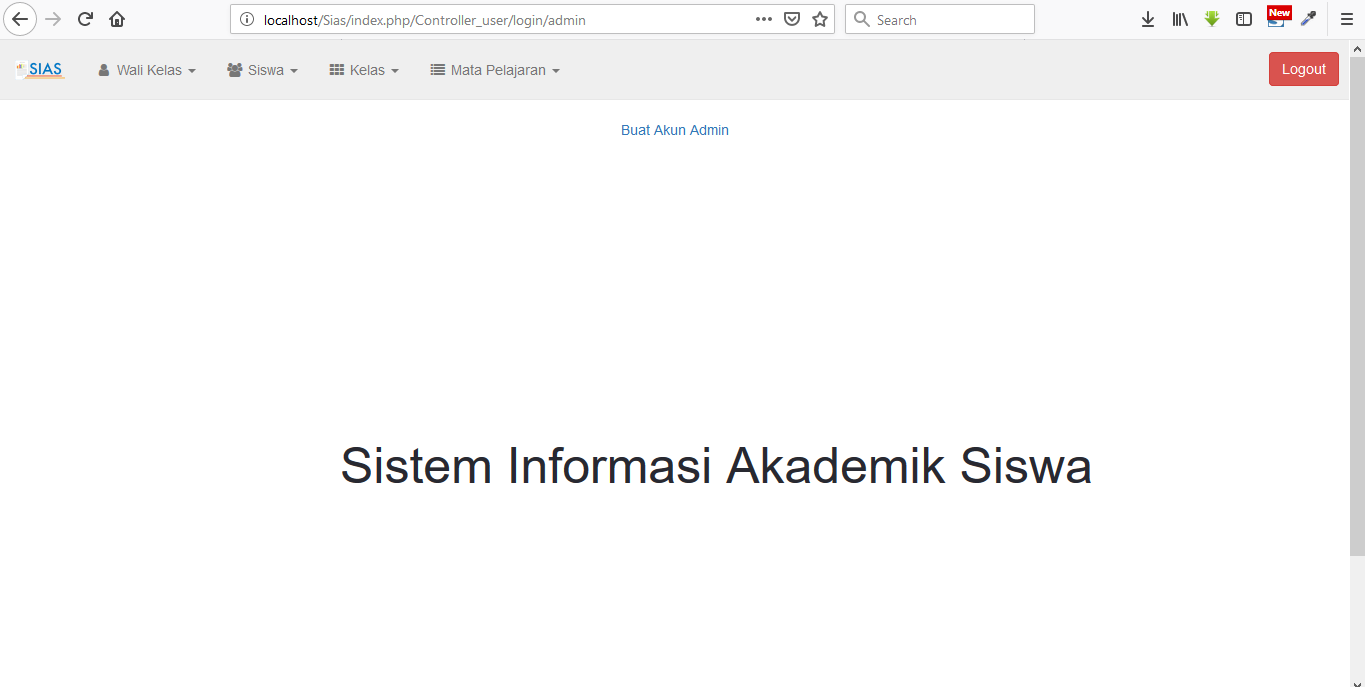 localhost/Sias/index.php/Controller_user/login/admin
Search
New
SIAS
Wali Kelas
Siswa
Kelas
Mata Pelajaran
Logout
Buat Akun Admin
Sistem Informasi Akademik Siswa